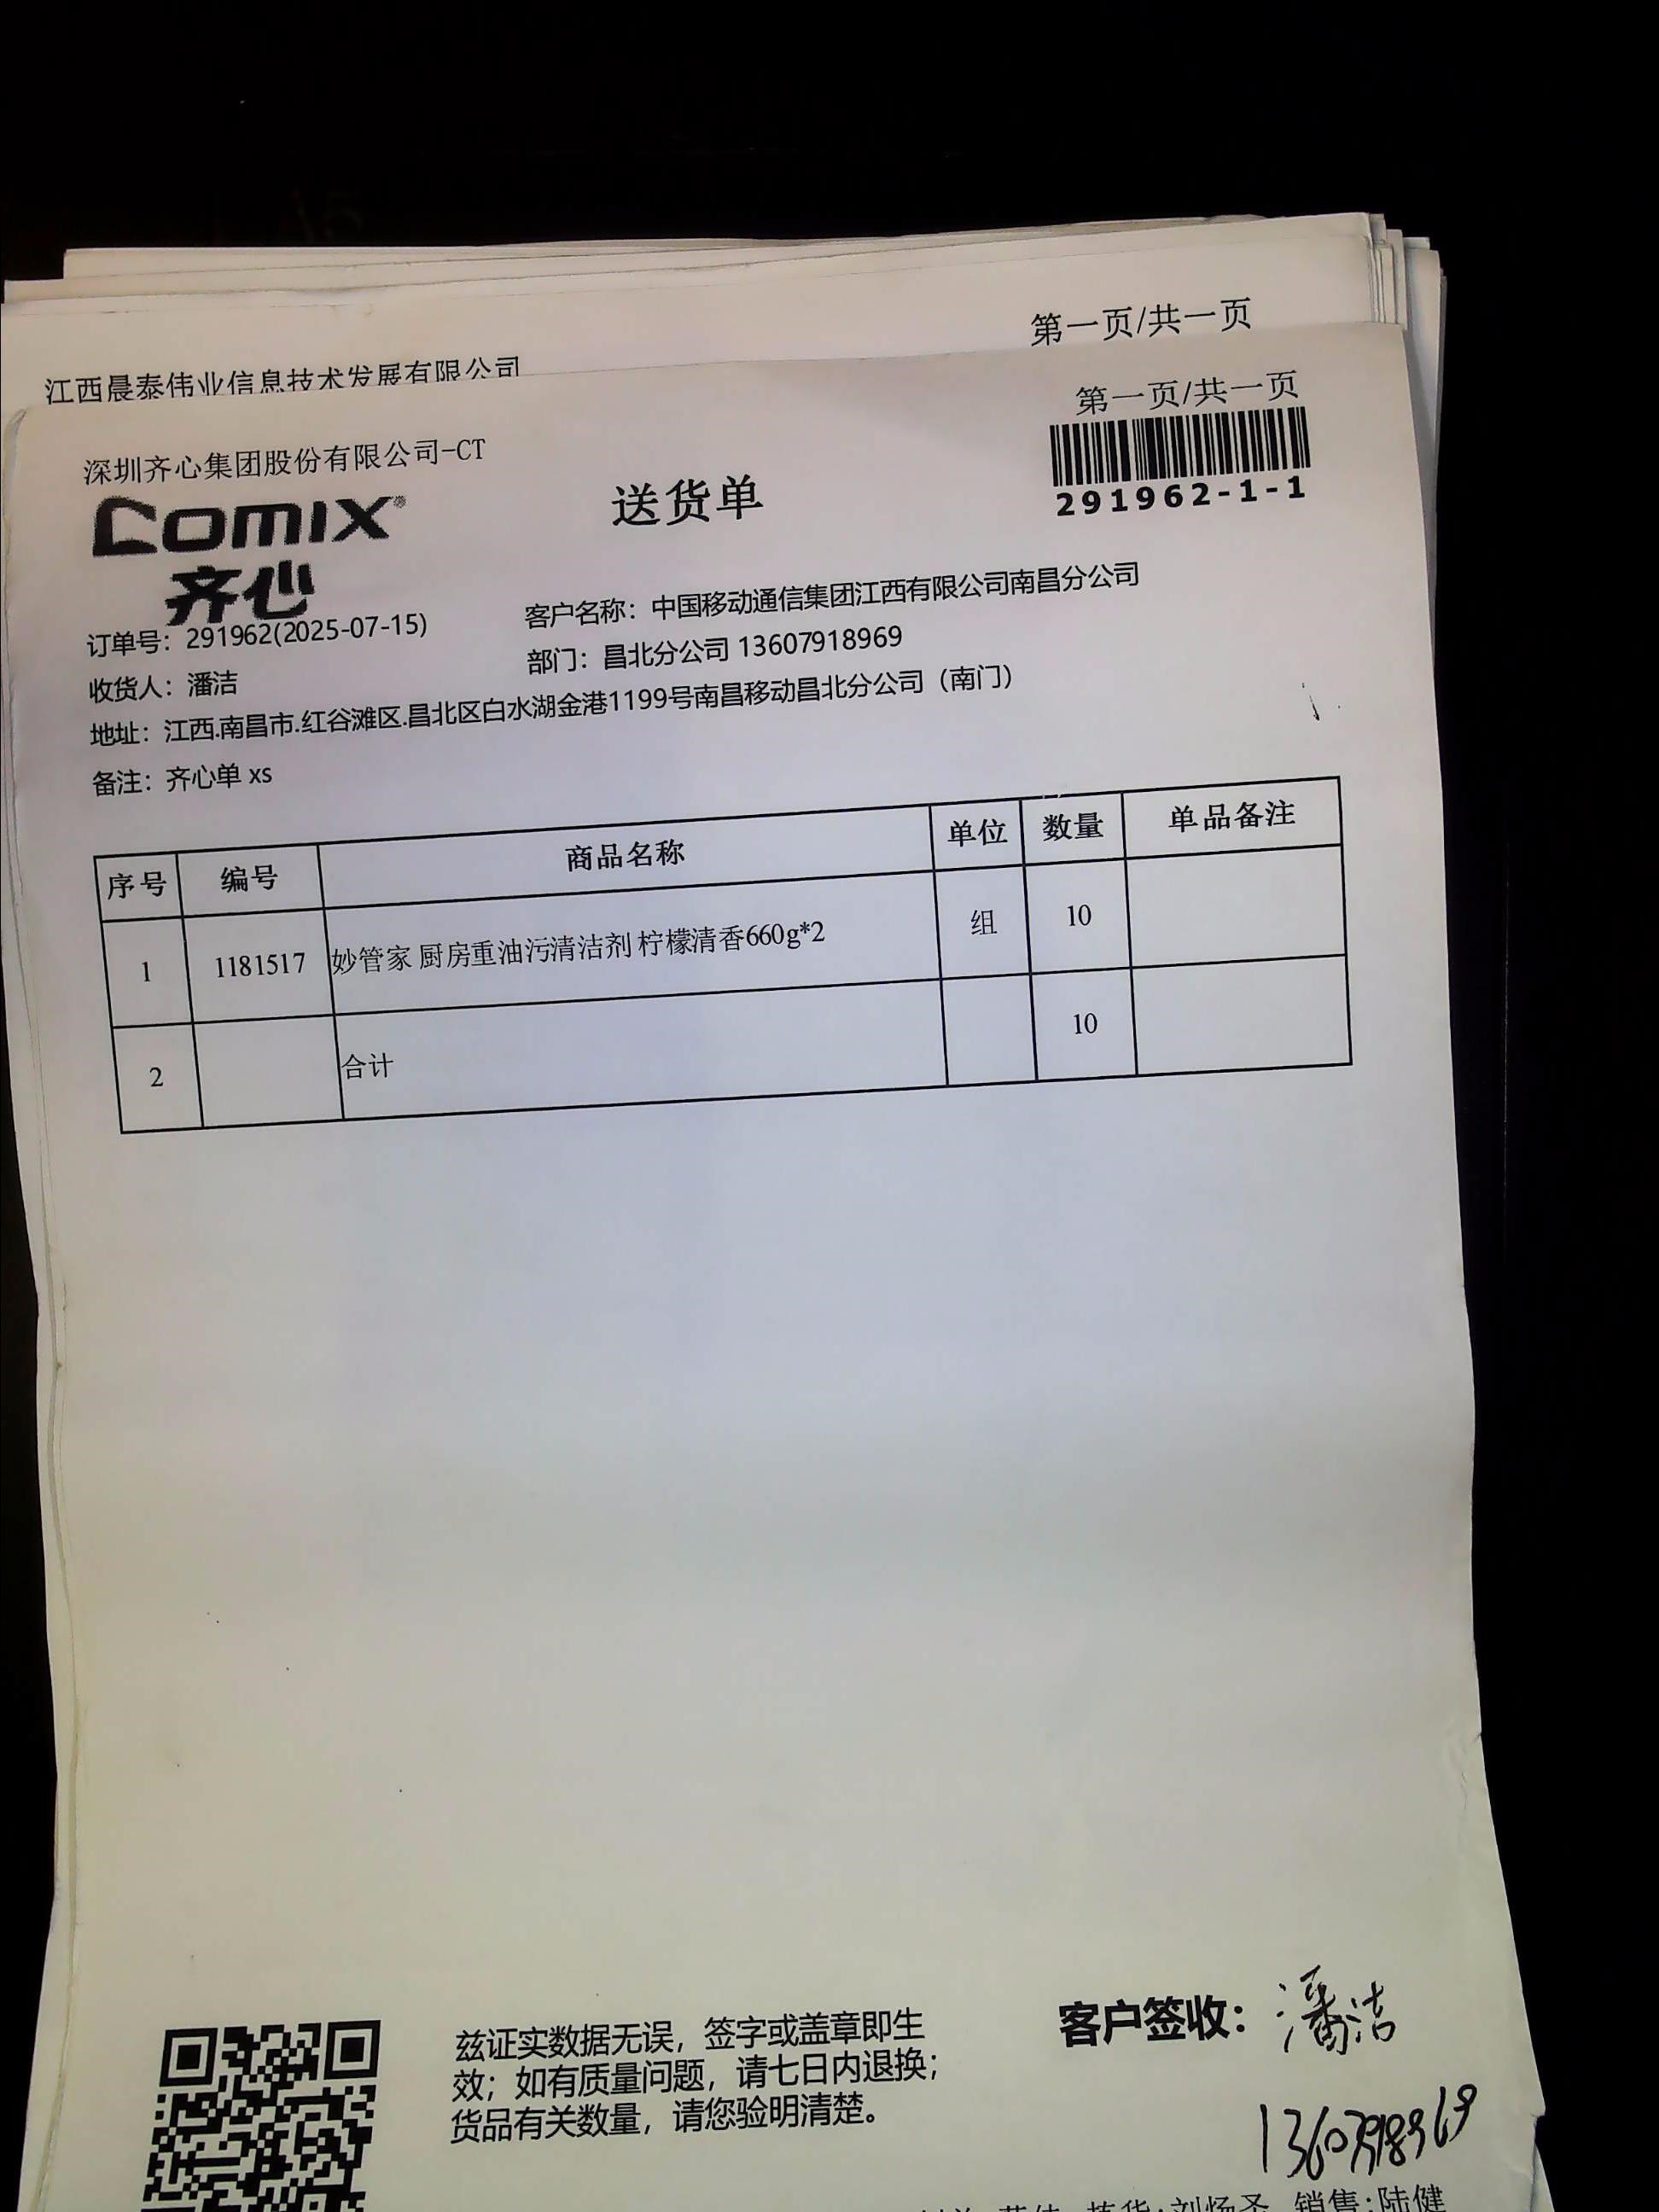 第一页/共一页
江西晨泰伟业信息技术发展有限公司
第一页/共一页
深圳齐心集团股份有限公司-CT
comix
齐心
送货单
291962-1-1
订单号：291962(2025-07-15)
客户名称：中国移动通信集团江西有限公司南昌分公司
收货人：潘洁
部门：昌北分公司 13607918969
地址：江西.南昌市.红谷滩区.昌北区白水湖金港1199号南昌移动昌北分公司（南门）
备注：齐心单 xs
序号 编号 商品名称 单位 数量 单品备注
1 1181517 妙管家 厨房重油污清洁剂 柠檬清香660g*2 组 10
2 合计 10
兹证实数据无误，签字或盖章即生
效；如有质量问题，请七日内退换；
货品有关数量，请您验明清楚。
客户签收：潘洁
13607918969
销售:陆健